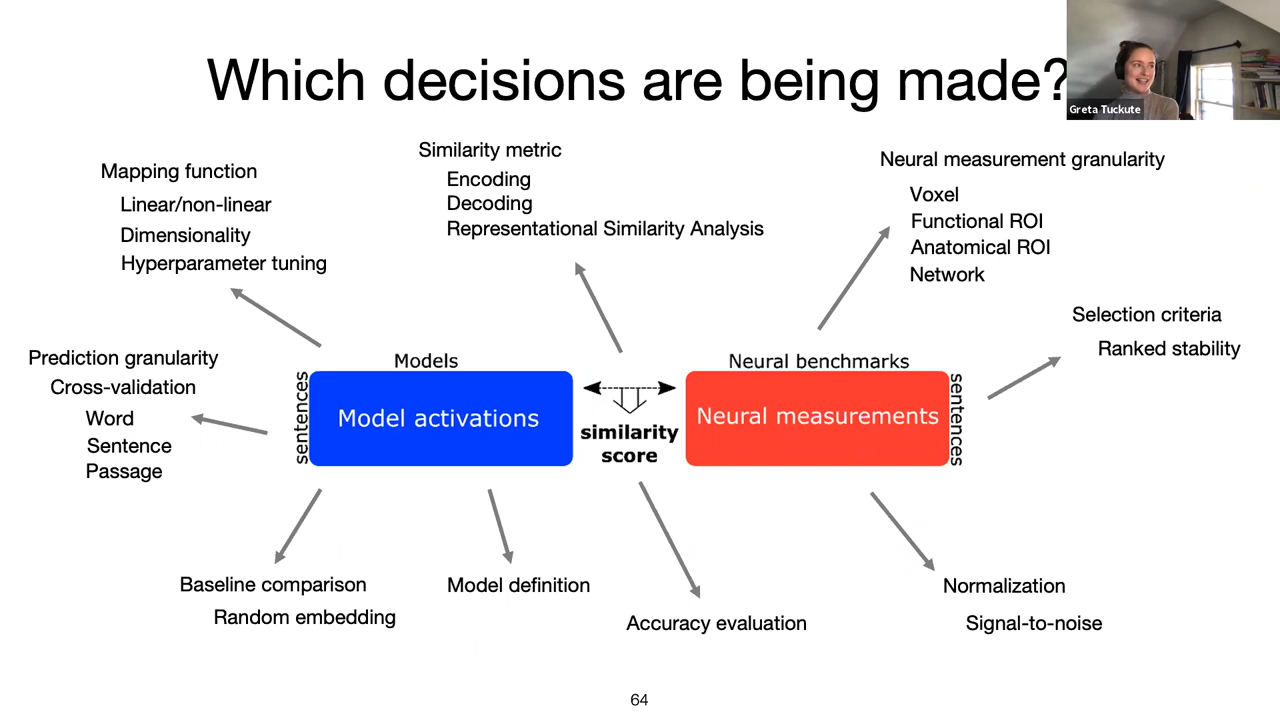 Which decisions are being made?
Greta Tuckute
Mapping function
Linear/non-linear
Dimensionality
Hyperparameter tuning
Similarity metric
Encoding
Decoding
Representational Similarity Analysis
Neural measurement granularity
Voxel
Functional ROI
Anatomical ROI
Network
Selection criteria
Ranked stability
Prediction granularity
Cross-validation
Word
Sentence
Passage
Models
sentences
Model activations
similarity
score
Neural benchmarks
Neural measurements
sentences
Baseline comparison
Random embedding
Model definition
Accuracy evaluation
Normalization
Signal-to-noise
64